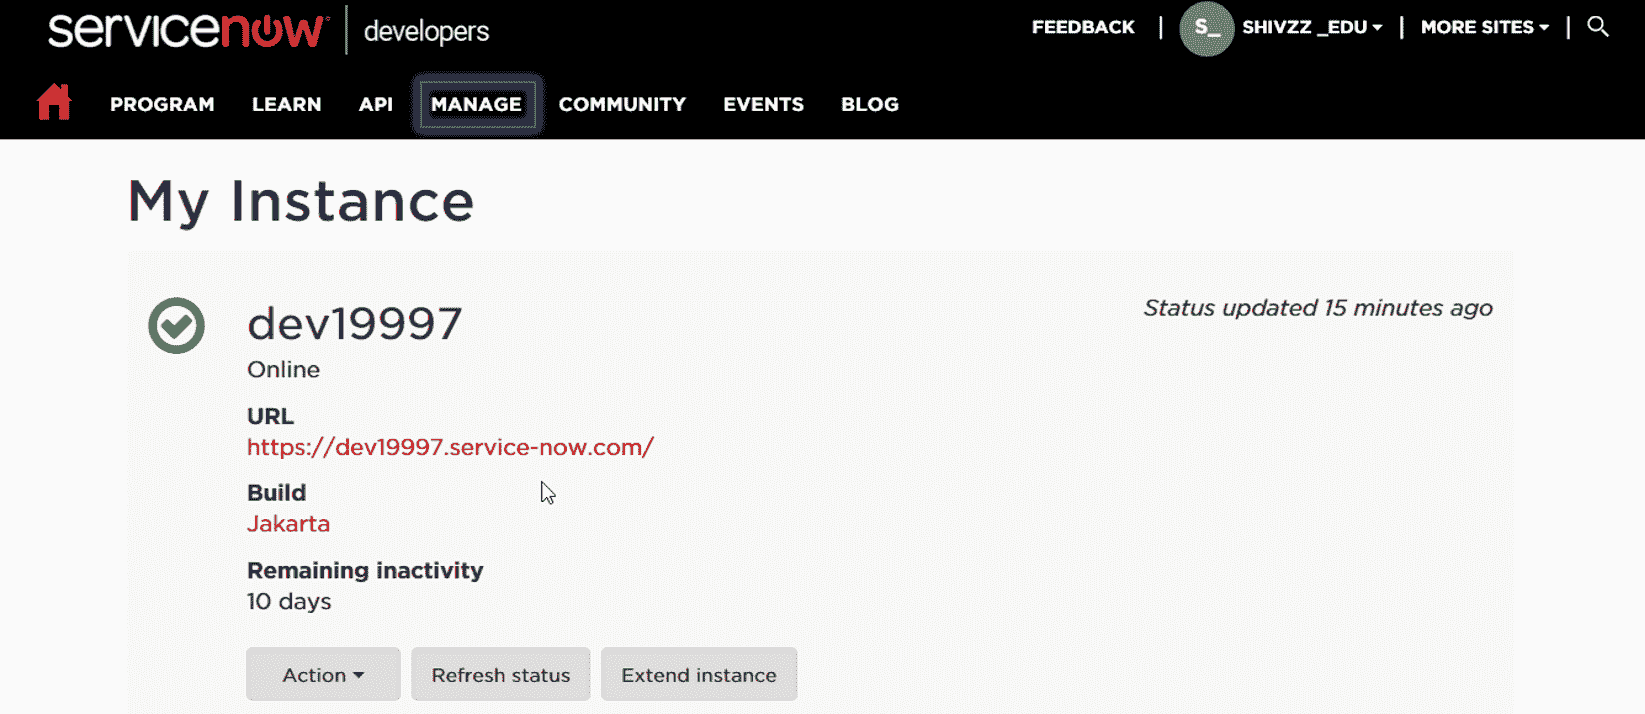 servicenow developers
FEEDBACK | S_ SHIVZZ _EDU | MORE SITES |
PROGRAM LEARN API MANAGE COMMUNITY EVENTS BLOG
My Instance
dev19997
Status updated 15 minutes ago
Online
URL
https://dev19997.service-now.com/
Build
Jakarta
Remaining inactivity
10 days
Action Refresh status Extend instance